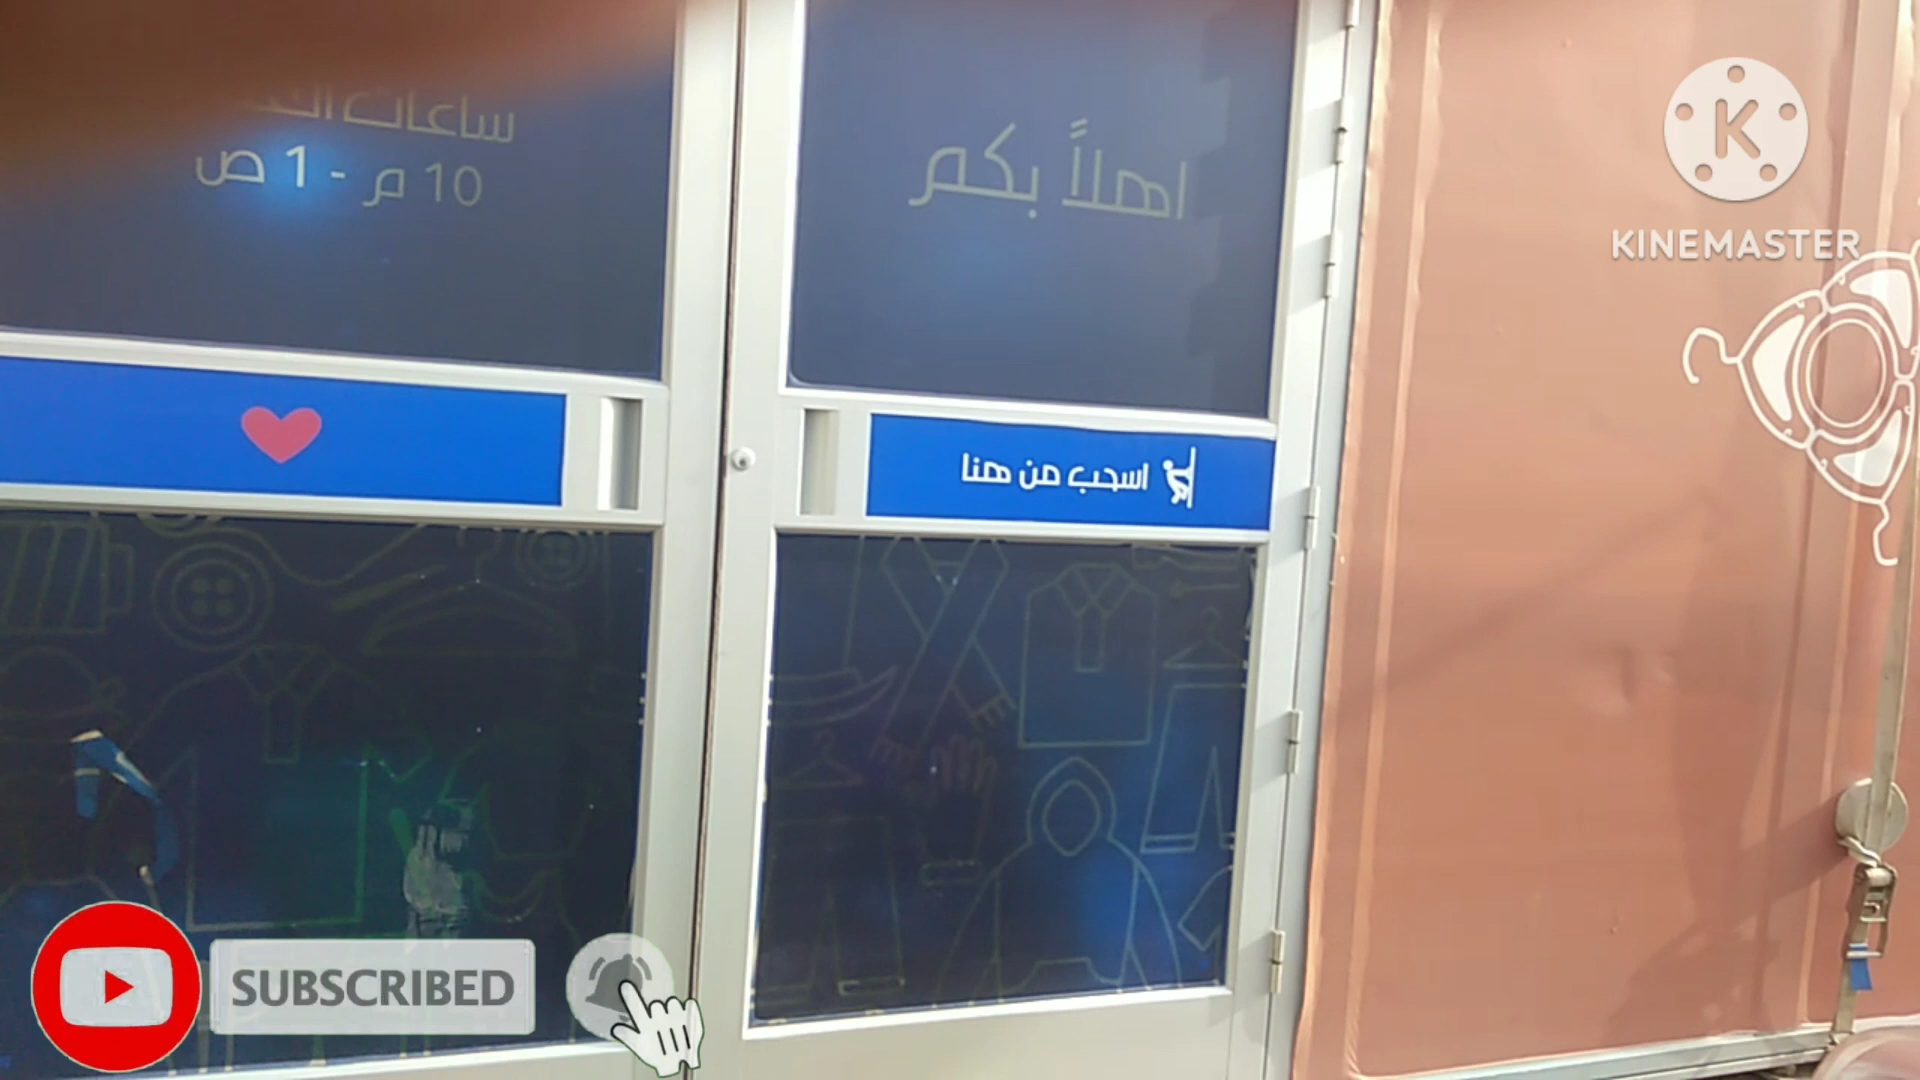 ساعات
10 م - 1 ص
اهلاً بكم
اسحب من هنا
K
KINEMASTER
SUBSCRIBED